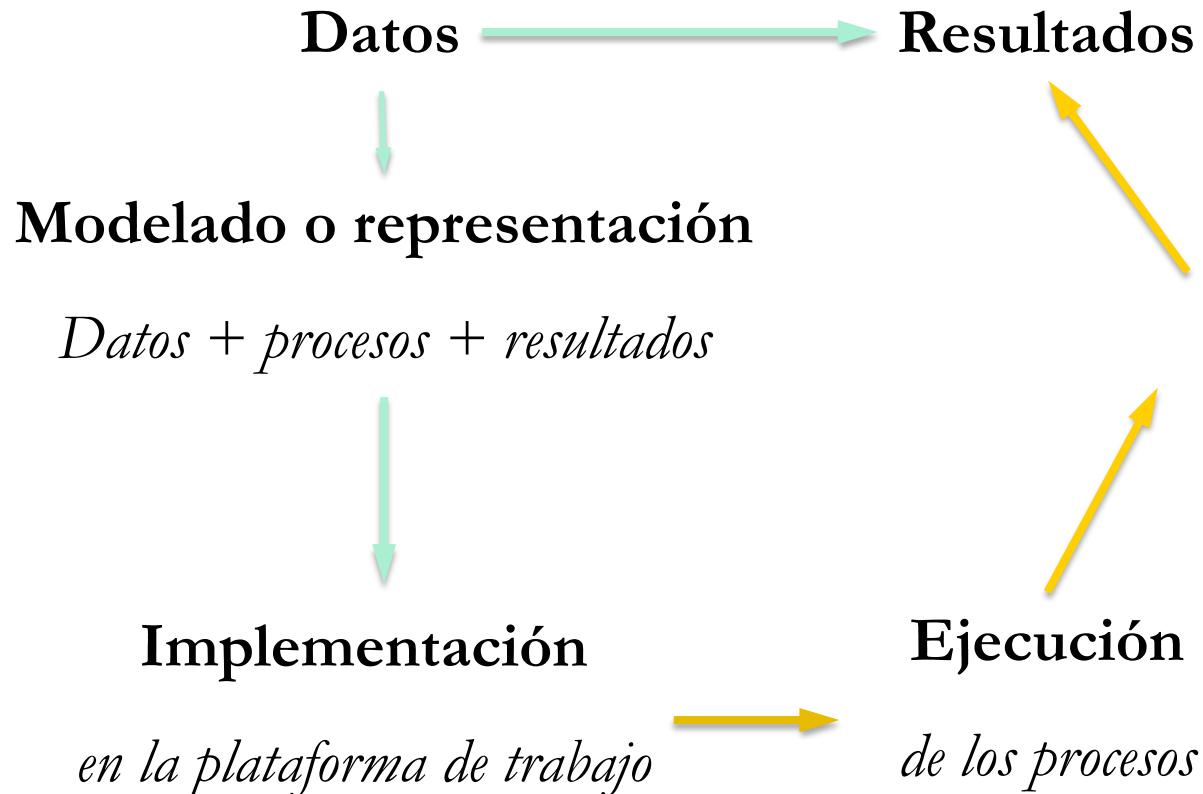 Datos
Resultados
Modelado o representación
Datos + procesos + resultados
Implementación
en la plataforma de trabajo
Ejecución
de los procesos